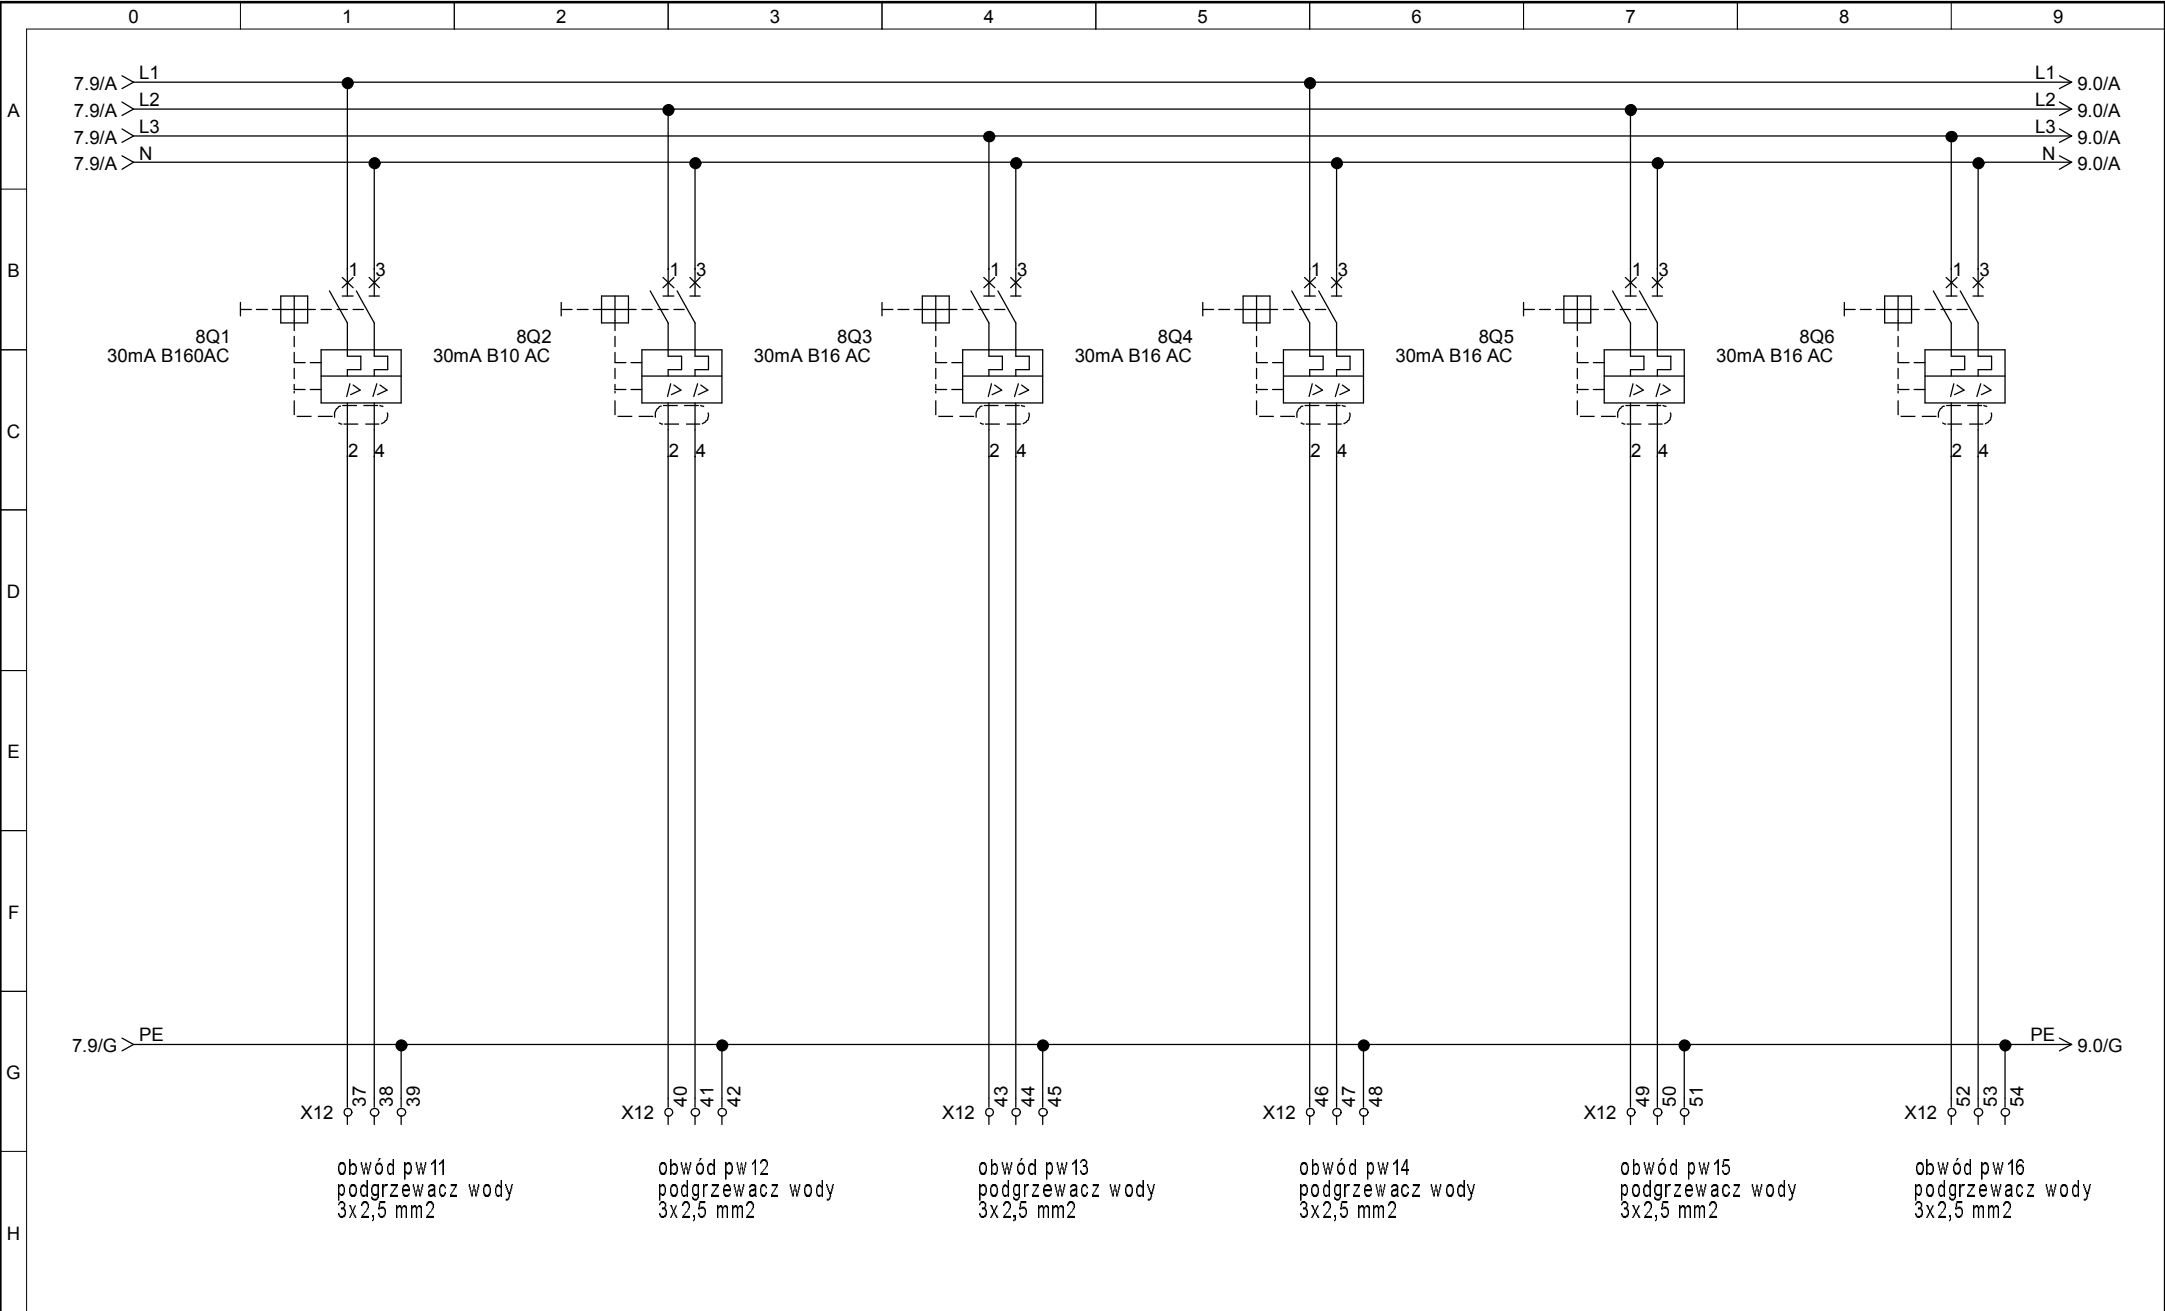 0 1 2 3 4 5 6 7 8 9
7.9/A L1 L1 9.0/A
A 7.9/A L2 L2 9.0/A
7.9/A L3 L3 9.0/A
7.9/A N N 9.0/A
B 1 3 1 3 1 3 1 3 1 3 1 3
8Q1 8Q2 8Q3 8Q4 8Q5 8Q6
30mA B160AC 30mA B10 AC 30mA B16 AC 30mA B16 AC 30mA B16 AC 30mA B16 AC
I> I> I> I> I> I> I> I> I> I> I> I>
C
2 4 2 4 2 4 2 4 2 4 2 4
D
E
F
7.9/G PE PE 9.0/G
G
37 38 39 40 41 42 43 44 45 46 47 48 49 50 51 52 53 54
X12 X12 X12 X12 X12 X12
obwód pw11
podgrzewacz wody
3x2,5 mm2
obwód pw12
podgrzewacz wody
3x2,5 mm2
obwód pw13
podgrzewacz wody
3x2,5 mm2
obwód pw14
podgrzewacz wody
3x2,5 mm2
obwód pw15
podgrzewacz wody
3x2,5 mm2
obwód pw16
podgrzewacz wody
3x2,5 mm2
H